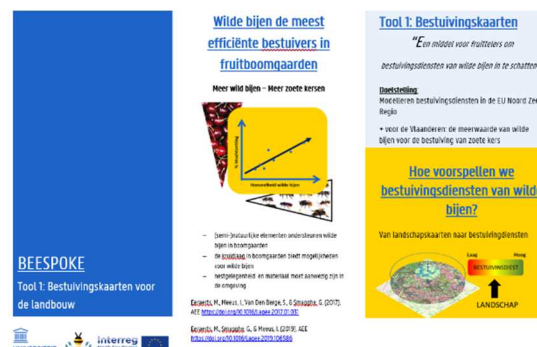 BEESPOKE
Tool 1: Bestuivingskaarten voor
de landbouw
Interreg
Wilde bijen de meest
efficiënte bestuivers in
fruitboomgaarden
Meer wild bijen – Meer zoete kersen
Hoeveelheid wilde bijen
– (semi-)natuurlijke elementen ondersteunen wilde
bijen in boomgaarden
– de kruidlaag in boomgaarden biedt mogelijkheden
voor wilde bijen
– nestgelegenheid en materiaal moet aanwezig zijn in
de omgeving
Eeraerts, M., Meeus, I., Van Den Berge, S., & Smagghe, G. (2017).
AEE https://doi.org/10.1016/j.agee.2017.01.031
Eeraerts, M., Smagghe, G., & Meeus, I. (2019). AEE
https://doi.org/10.1016/j.agee.2019.106586
Tool 1: Bestuivingskaarten
"Een middel voor fruittelers om
bestuivingsdiensten van wilde bijen in te schatten
Doelstelling:
Modelleren bestuivingsdiensten in de EU Noord Zee
Regio
+ voor de Vlaanderen: de meerwaarde van wilde
bijen voor de bestuiving van zoete kers
Hoe voorspellen we
bestuivingsdiensten van wilde
bijen?
Van landschapskaarten naar bestuivingdiensten
Laag Hoog
BESTUIVINGSDIENST
LANDSCHAP